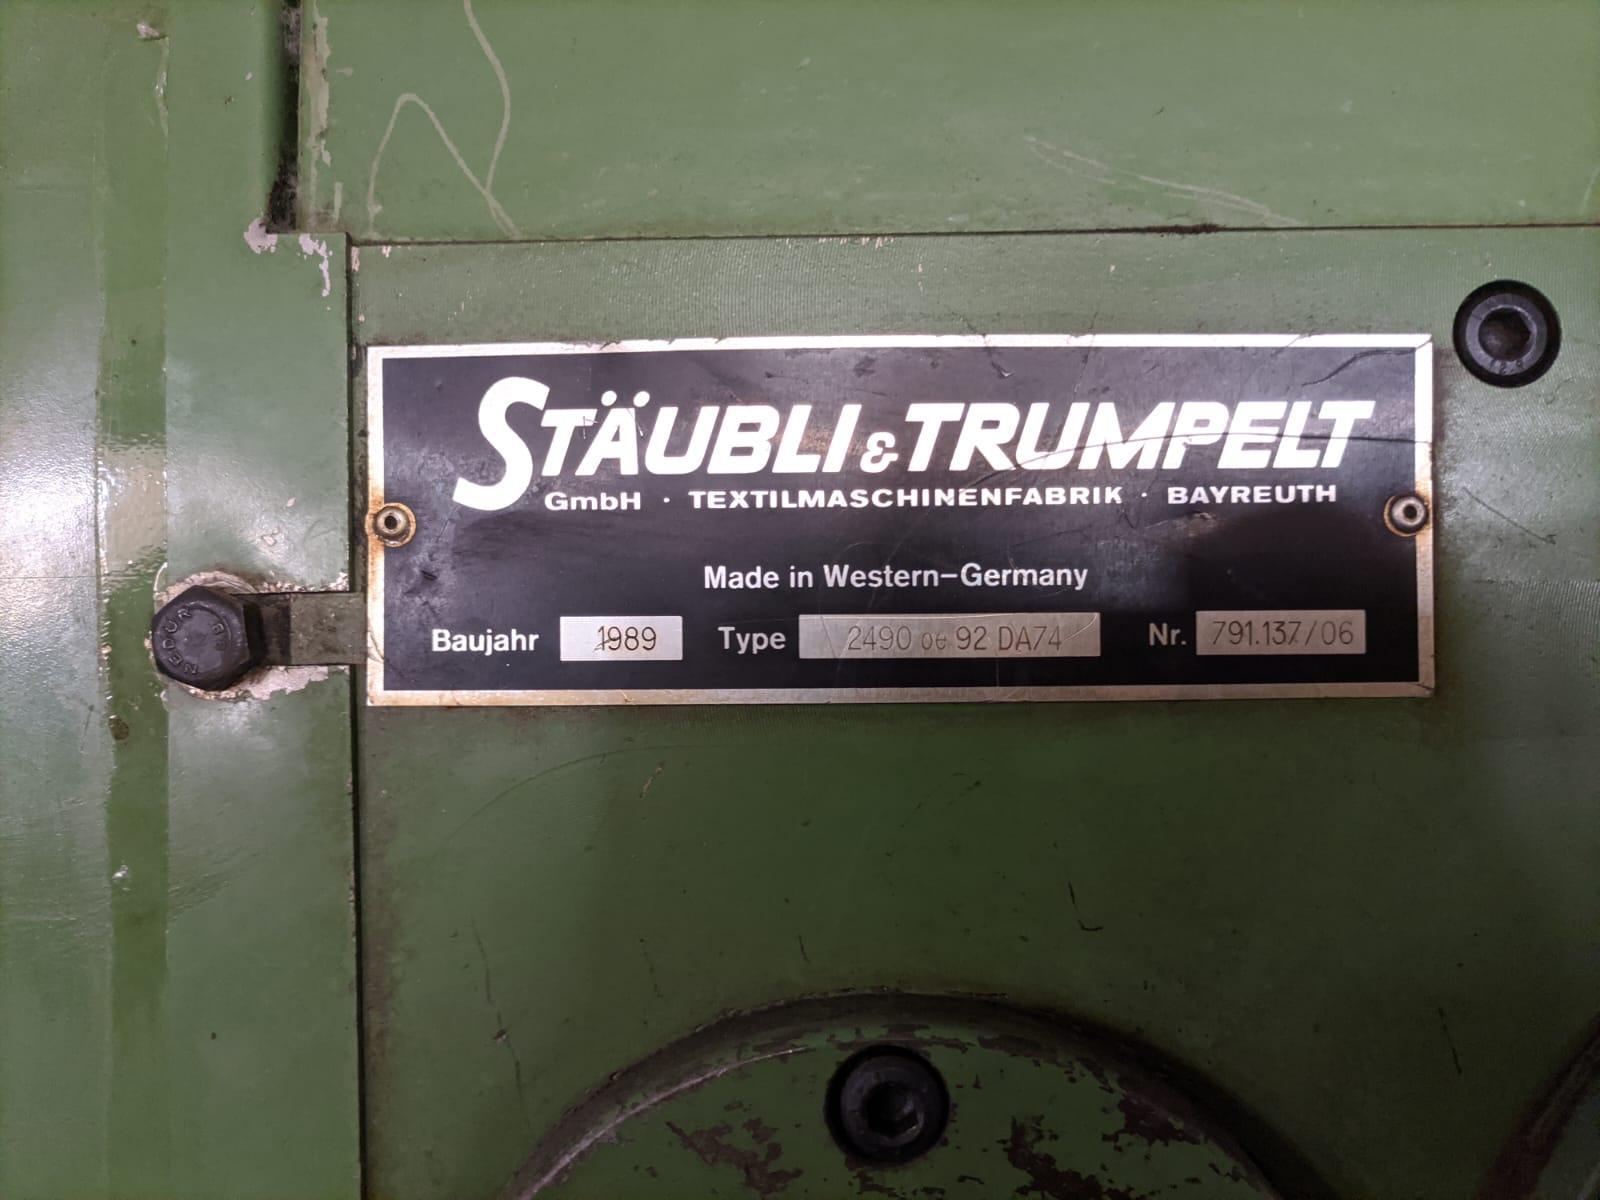 STÄUBLI & TRUMPELT
GmbH · TEXTILMASCHINENFABRIK · BAYREUTH
Made in Western-Germany
Baujahr 1989 Type 2490 DE 92 DA74 Nr. 791.137/06